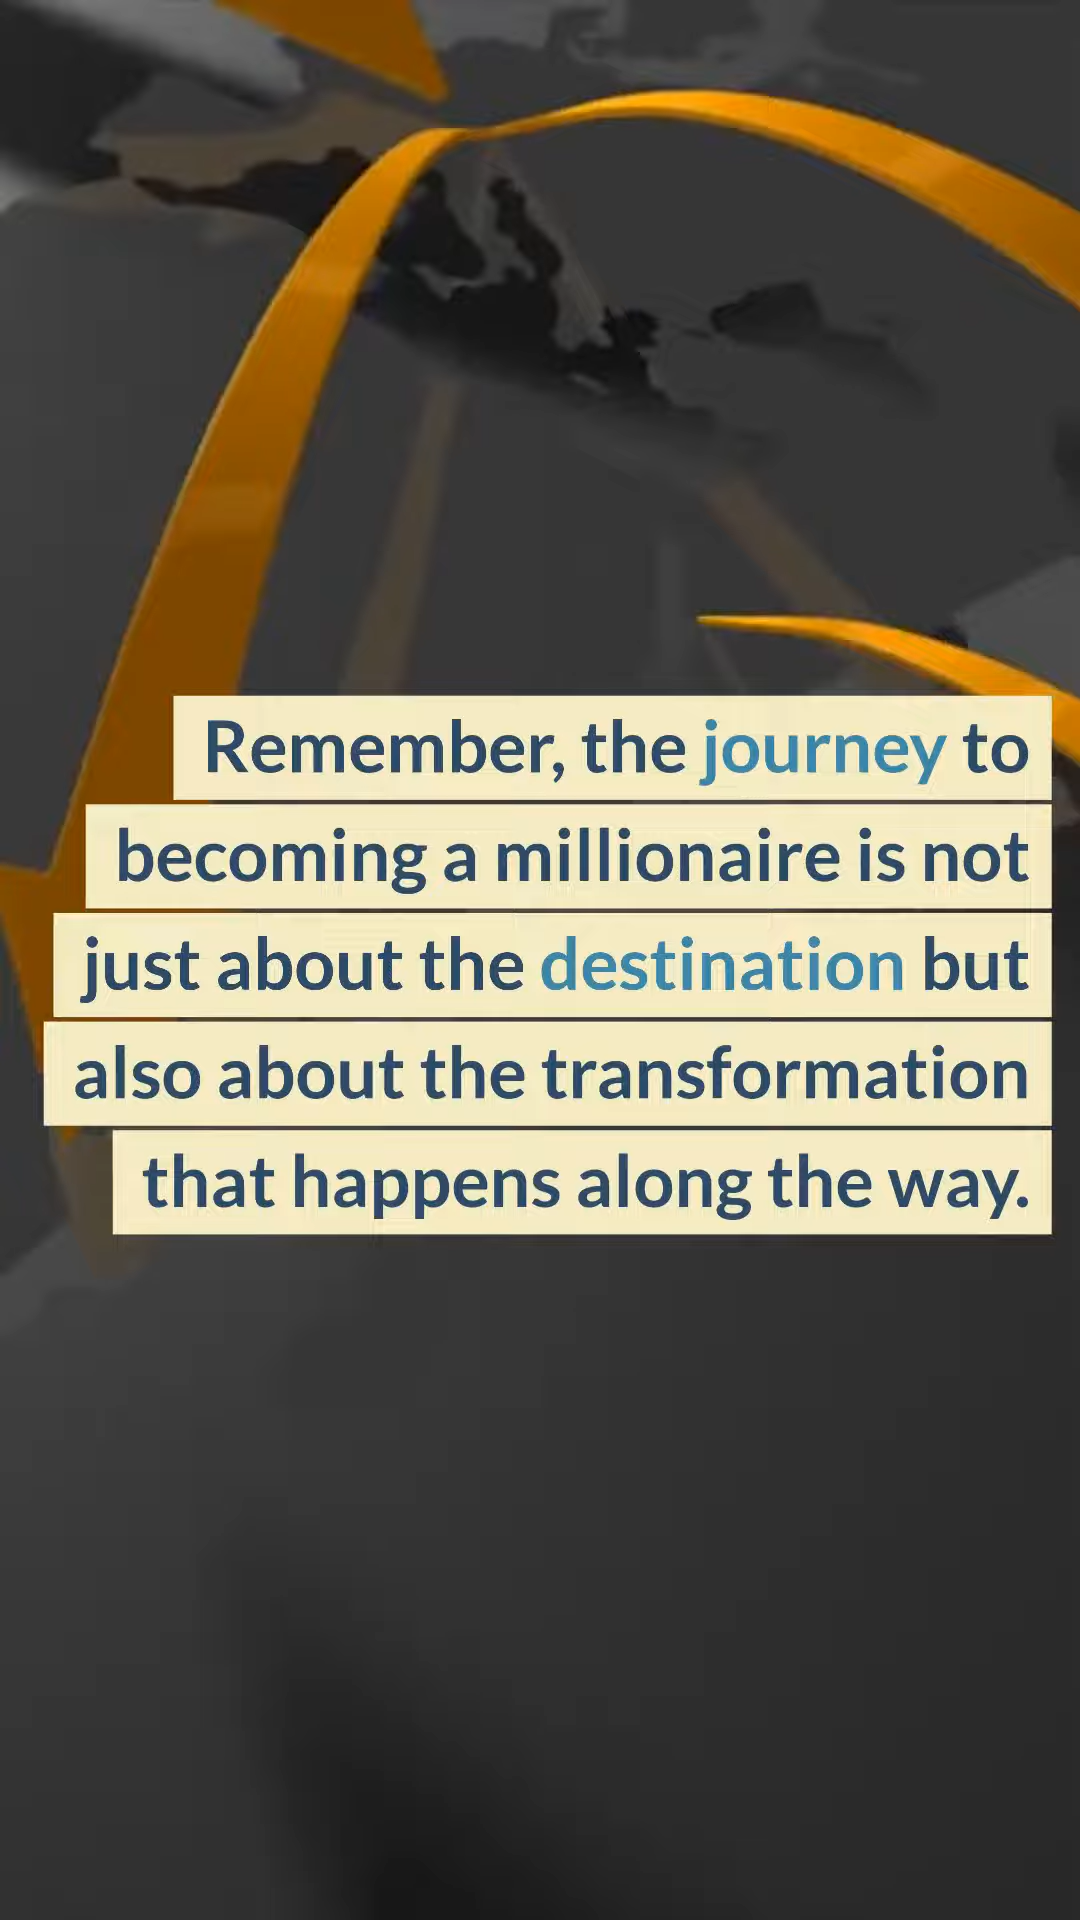 Remember, the journey to
becoming a millionaire is not
just about the destination but
also about the transformation
that happens along the way.